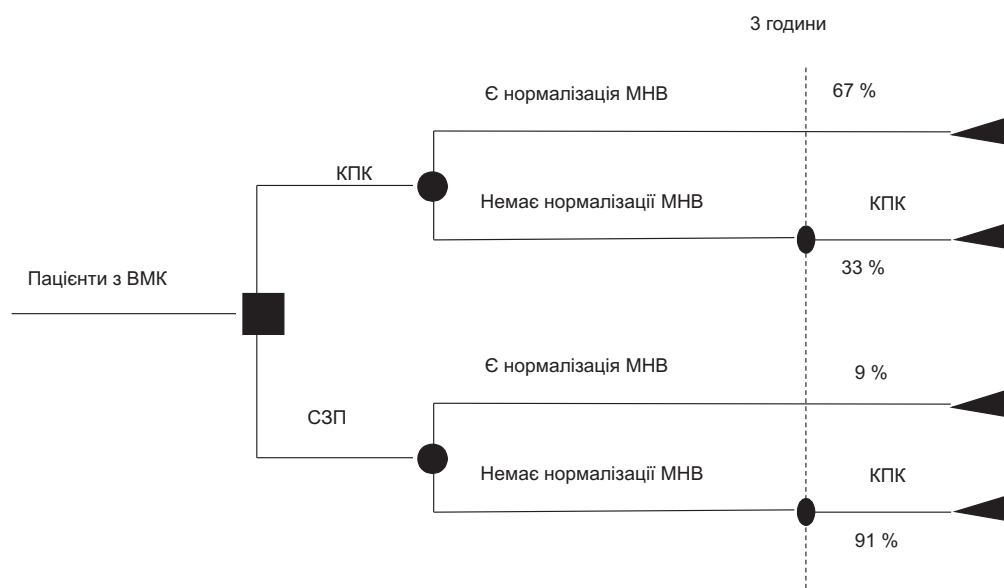 3 години
Є нормалізація МНВ
67 %
КПК
Немає нормалізації МНВ
КПК
33 %
Пацієнти з ВМК
Є нормалізація МНВ
9 %
СЗП
Немає нормалізації МНВ
КПК
91 %